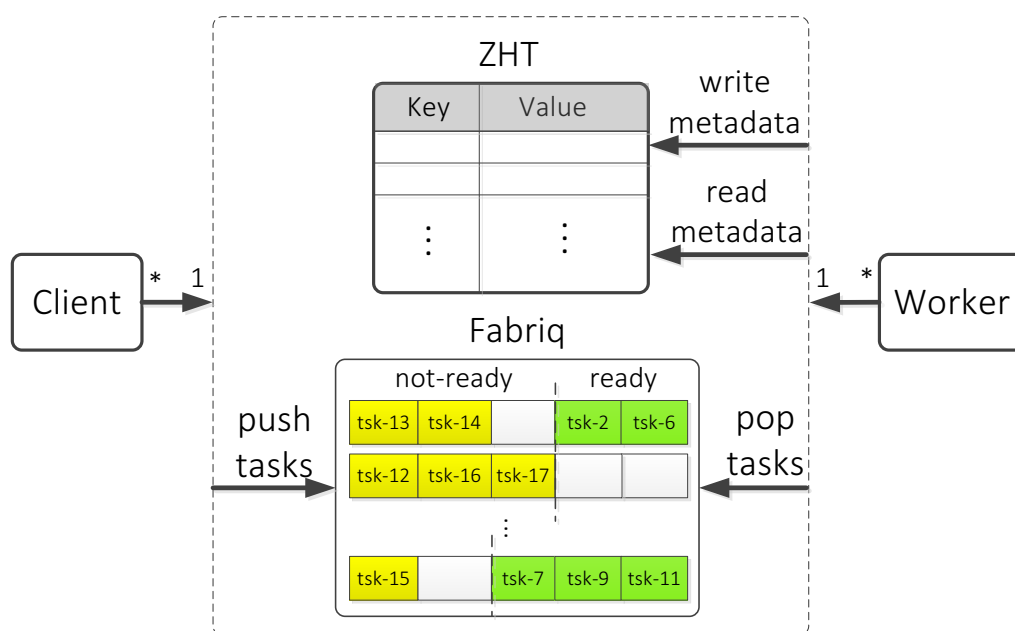 ZHT
Key Value
write
metadata
read
metadata
⋮ ⋮
Client * 1
1 * Worker
Fabriq
not-ready ready
push
tasks
pop
tasks
tsk-13 tsk-14 tsk-2 tsk-6
tsk-12 tsk-16 tsk-17
⋮
tsk-15 tsk-7 tsk-9 tsk-11